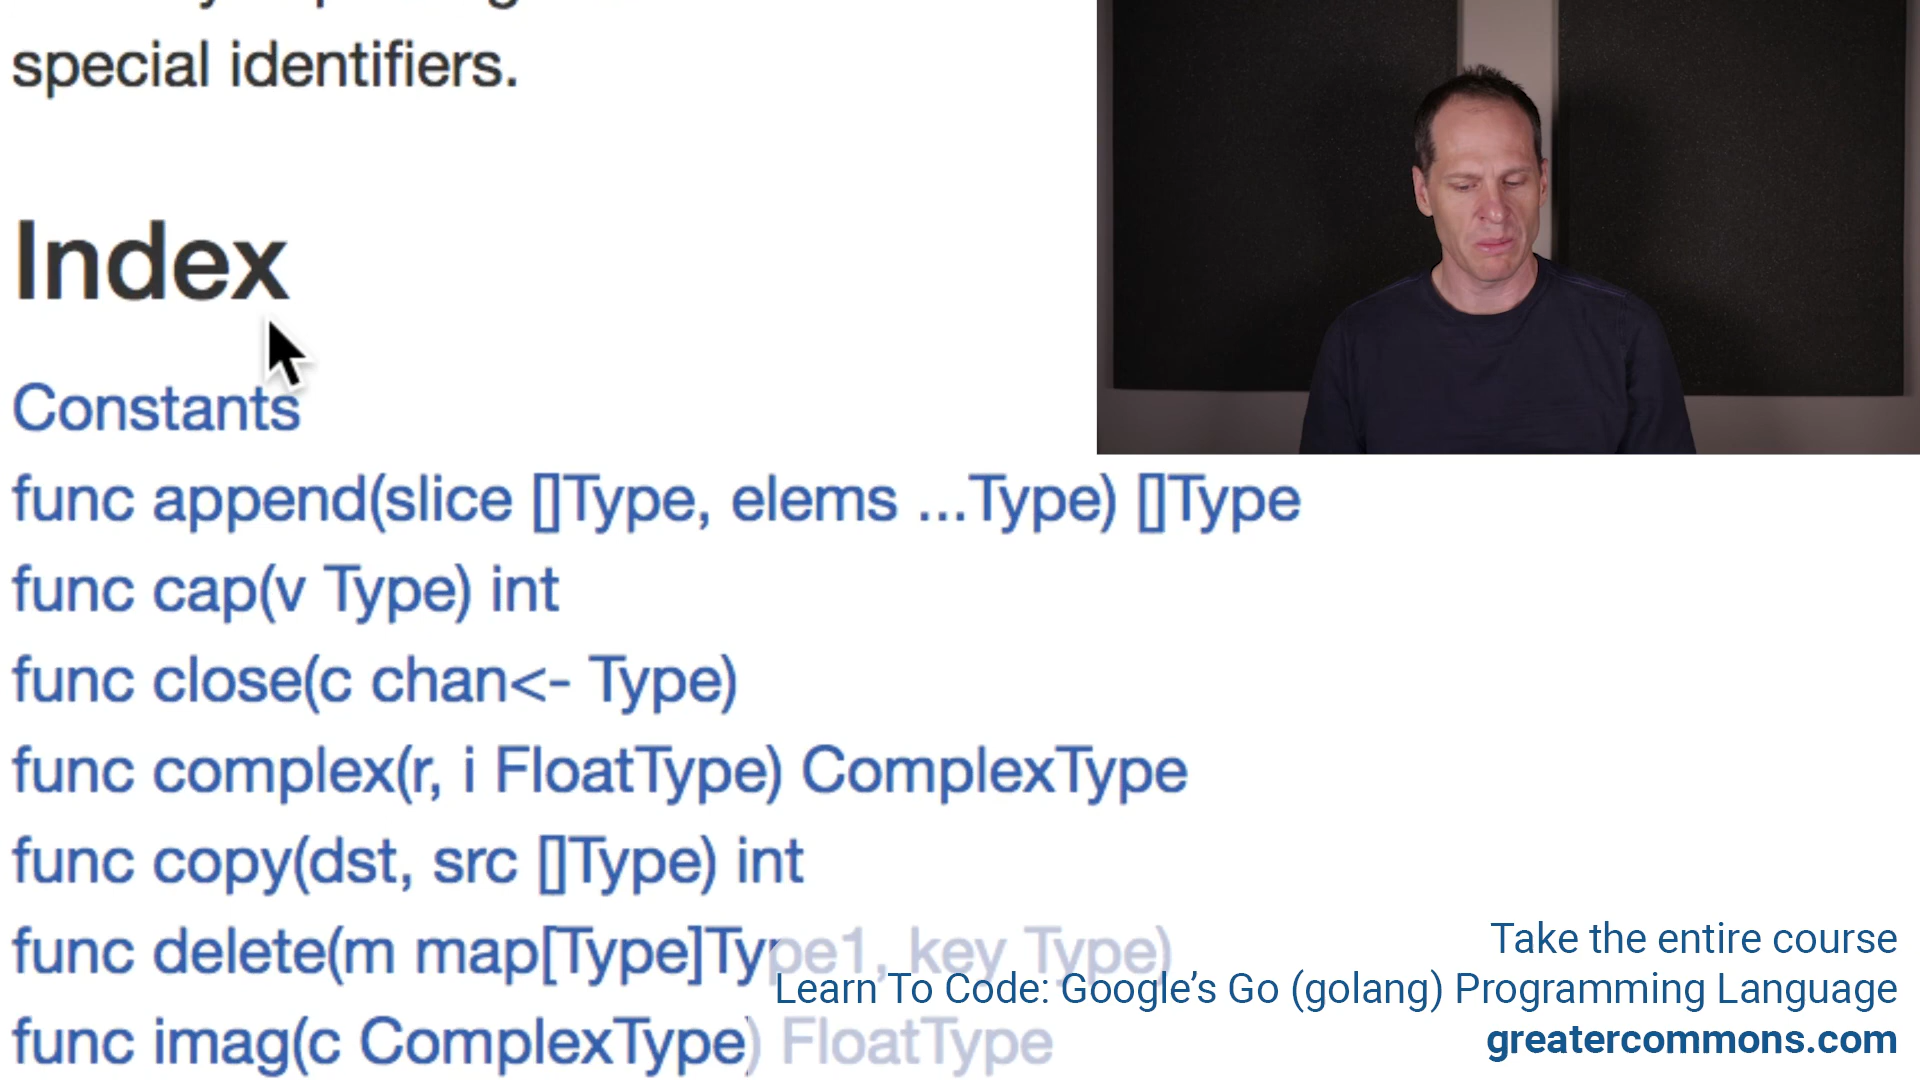 special identifiers.
Index
Constants
func append(slice []Type, elems ...Type) []Type
func cap(v Type) int
func close(c chan<- Type)
func complex(r, i FloatType) ComplexType
func copy(dst, src []Type) int
func delete(m map[Type]Type1, key Type)
func imag(c ComplexType) FloatType
Take the entire course
Learn To Code: Google’s Go (golang) Programming Language
greatercommons.com